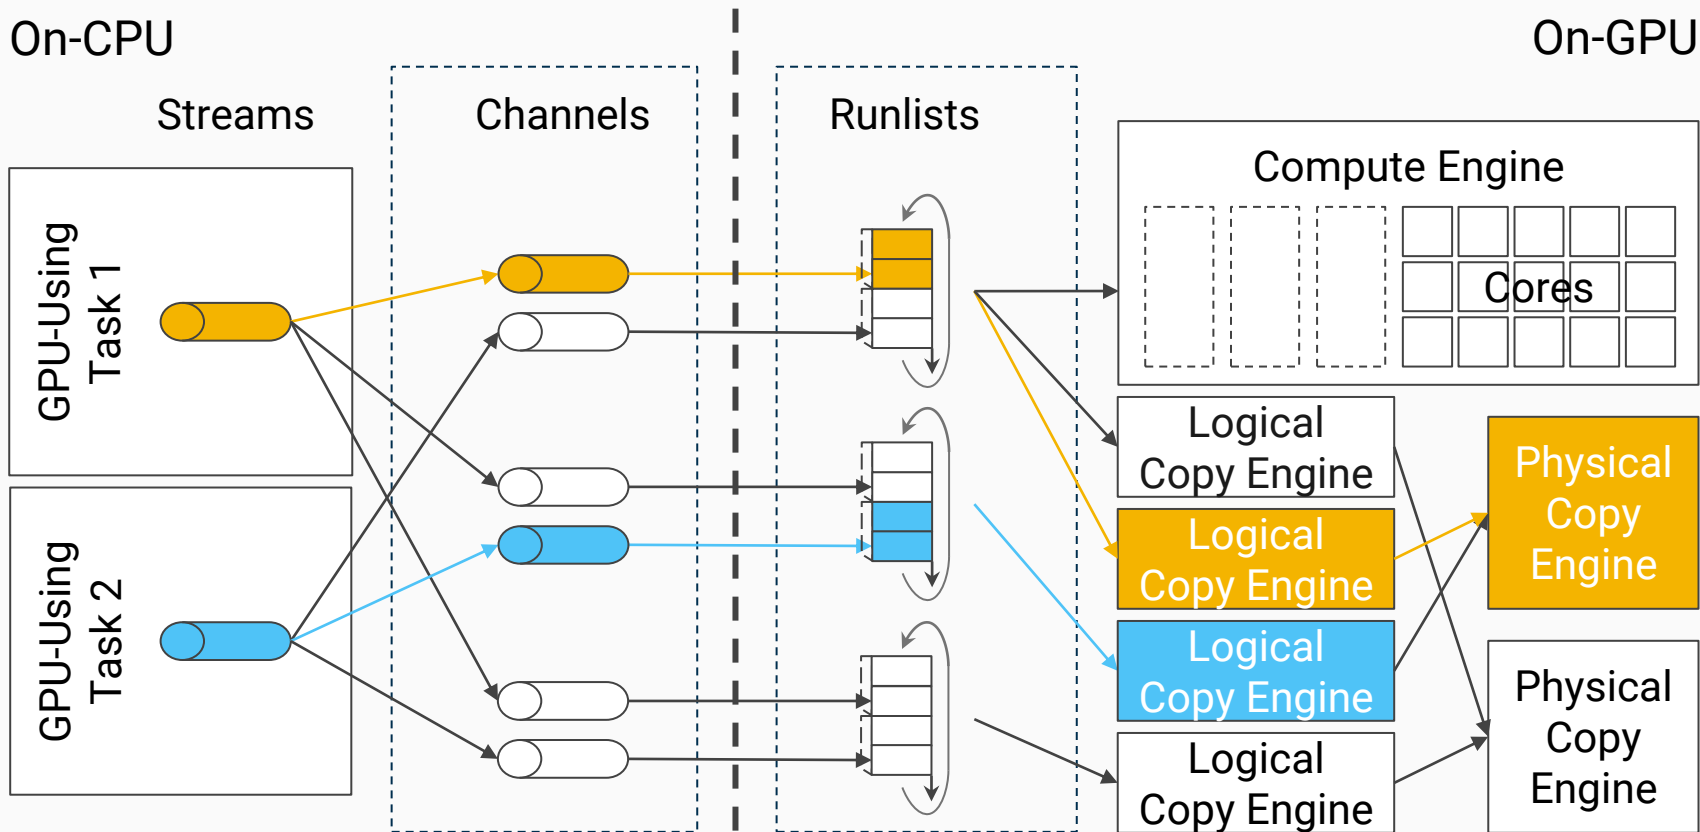 On-CPU
On-GPU
Streams
Channels
Runlists
GPU-Using
Task 1
GPU-Using
Task 2
Compute Engine
Cores
Logical
Copy Engine
Logical
Copy Engine
Logical
Copy Engine
Logical
Copy Engine
Physical
Copy
Engine
Physical
Copy
Engine